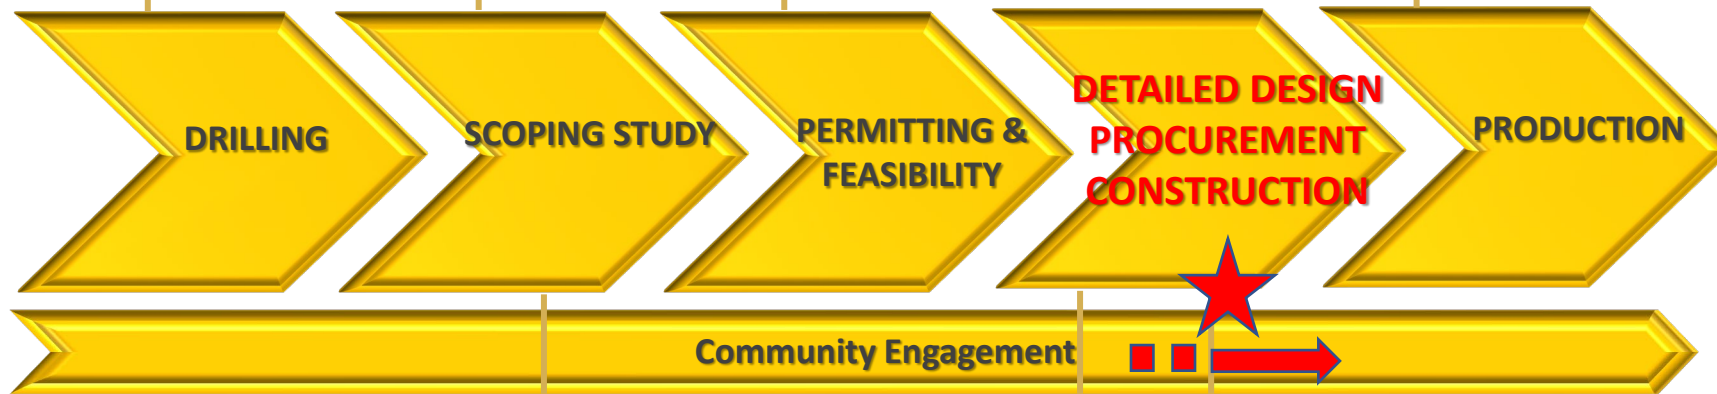 DRILLING
SCOPING STUDY
PERMITTING &
FEASIBILITY
DETAILED DESIGN
PROCUREMENT
CONSTRUCTION
PRODUCTION
Community Engagement